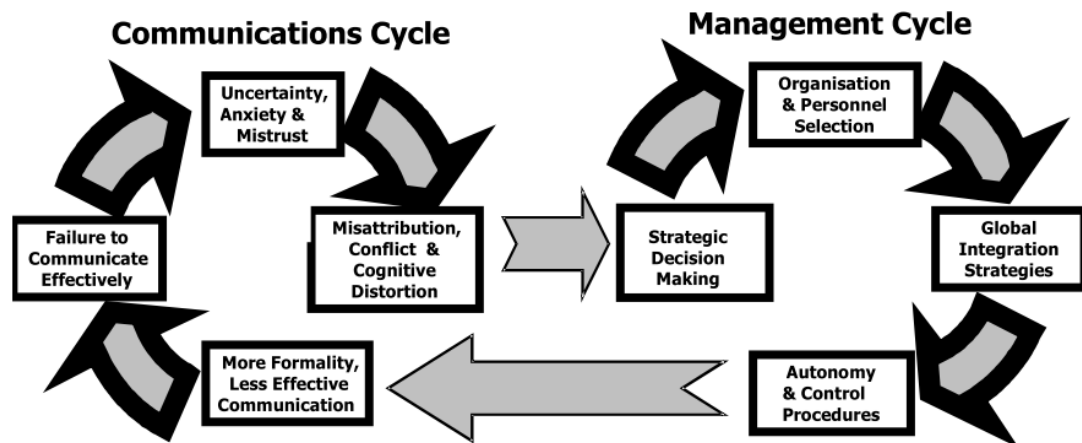 Communications Cycle
Management Cycle
Uncertainty,
Anxiety &
Mistrust
Organisation
& Personnel
Selection
Failure to
Communicate
Effectively
Misattribution,
Conflict &
Cognitive
Distortion
Strategic
Decision
Making
Global
Integration
Strategies
More Formality,
Less Effective
Communication
Autonomy
& Control
Procedures